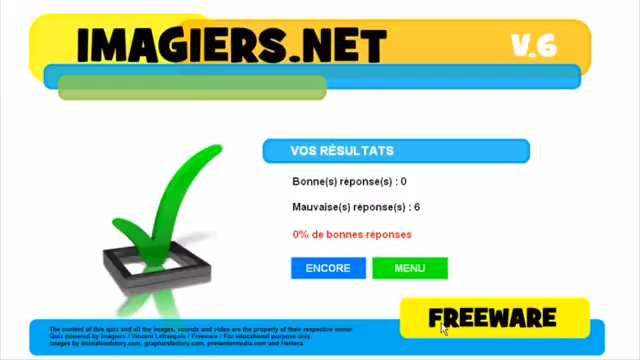 IMAGIERS.NET
V.6
VOS RÉSULTATS
Bonne(s) réponse(s) : 0
Mauvaise(s) réponse(s) : 6
0% de bonnes réponses
ENCORE
MENU
FREEWARE
The content of this quiz and all the images, sounds and video are the property of their respective owner.
Quiz powered by Imagiers / Vincent Lefrançois / Freeware / For educational purpose only.
Images by Animationfactory.com, graphicsfactory.com, presentermedia.com and Hemera.